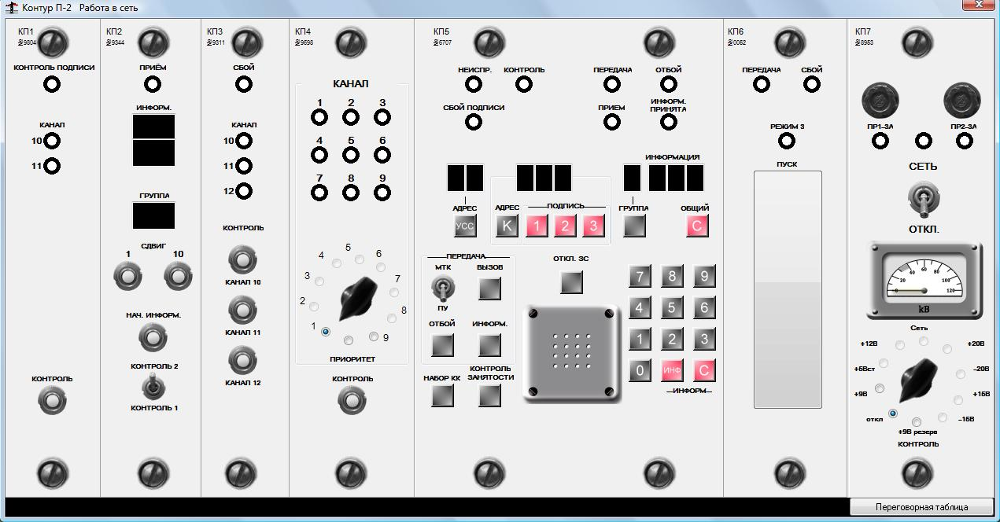 Контур П-2 Работа в сеть
КП1
№9804
КОНТРОЛЬ ПОДПИСИ
КАНАЛ
10
11
КОНТРОЛЬ
КП2
№9344
ПРИЁМ
ИНФОРМ.
ГРУППА
СДВИГ
1 10
НАЧ. ИНФОРМ.
КОНТРОЛЬ 2
КОНТРОЛЬ 1
КП3
№9311
СБОЙ
КАНАЛ
10
11
12
КОНТРОЛЬ
КАНАЛ 10
КАНАЛ 11
КАНАЛ 12
КП4
№9698
КАНАЛ
1 2 3
4 5 6
7 8 9
1 2 3 4 5 6 7 8 9
ПРИОРИТЕТ
КОНТРОЛЬ
КП5
№6707
НЕИСПР. КОНТРОЛЬ ПЕРЕДАЧА ОТБОЙ
СБОЙ ПОДПИСИ ПРИЕМ ИНФОРМ.
ПРИНЯТА
ИНФОРМАЦИЯ
АДРЕС АДРЕС ПОДПИСЬ ГРУППА ОБЩИЙ
УСС К 1 2 3 С
ПЕРЕДАЧА
МТК ВЫЗОВ
ПУ
ОТБОЙ ИНФОРМ.
НАБОР КК КОНТРОЛЬ
ЗАНЯТОСТИ
ОТКЛ. ЗС
7 8 9
4 5 6
1 2 3
0 ИНФ С
ИНФОРМ
КП6
№0052
ПЕРЕДАЧА СБОЙ
РЕЖИМ 3
ПУСК
КП7
№8953
ПР1-3А ПР2-3А
СЕТЬ
ОТКЛ.
0 20 40 60 80 100 120
kB
Сеть
+12В +20В
+6Вст -20В
+9В +15В
откл -15В
+9В резерв
КОНТРОЛЬ
Переговорная таблица